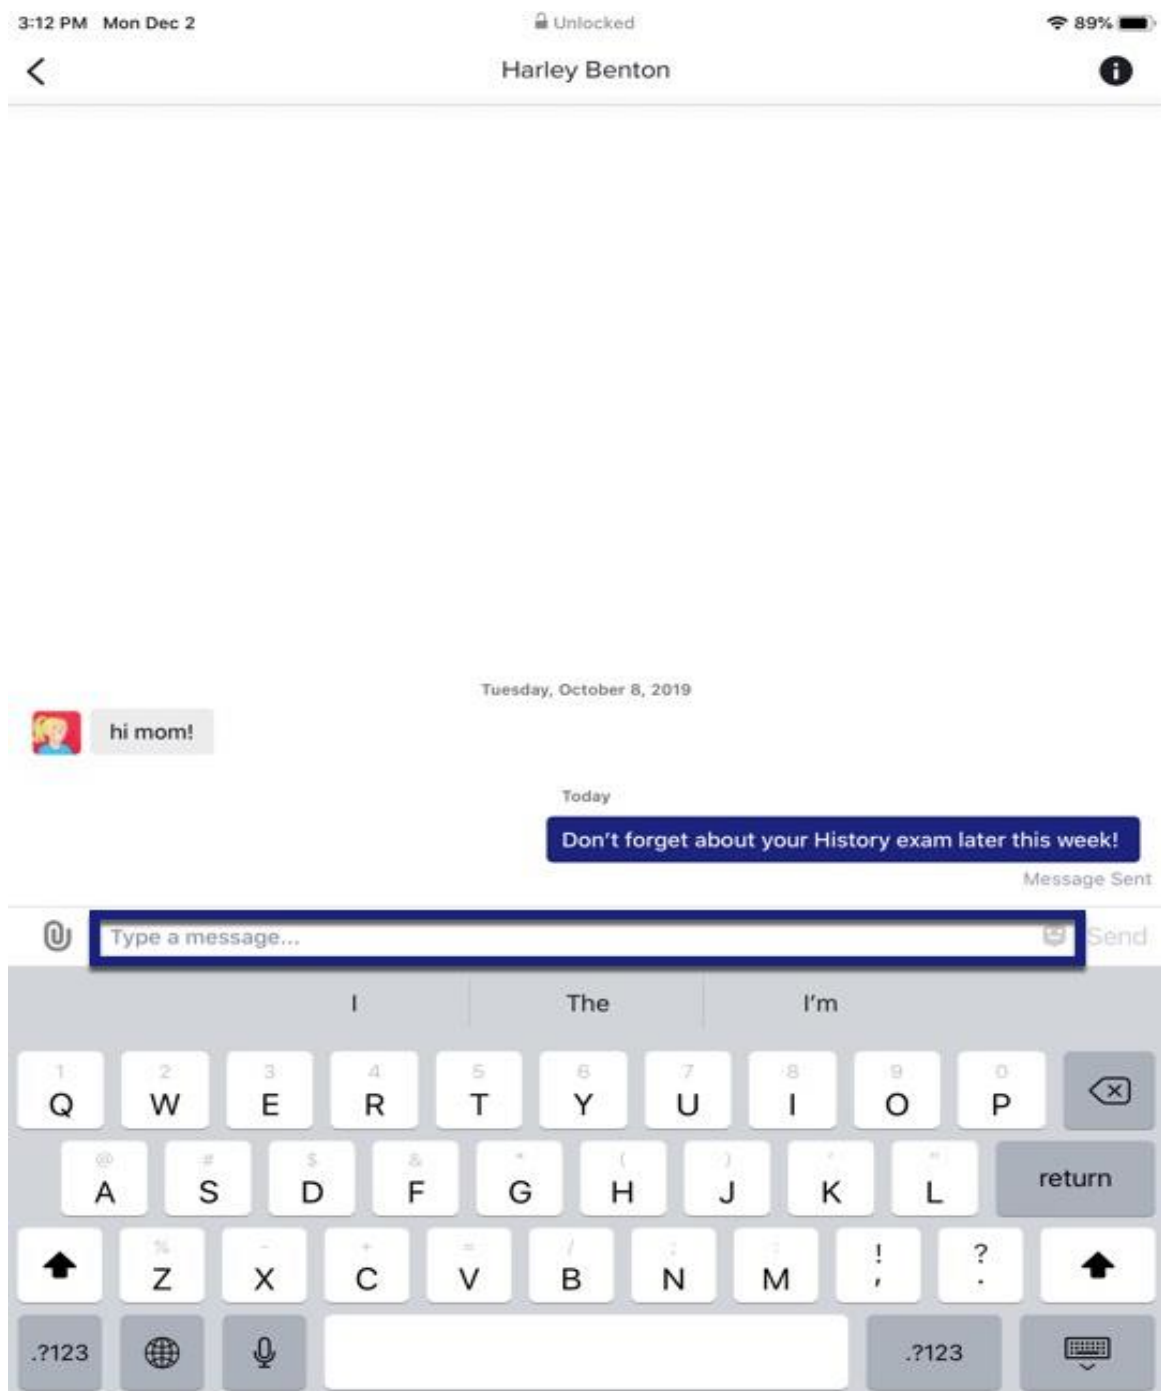 3:12 PM Mon Dec 2 Unlocked 89%
Harley Benton
Tuesday, October 8, 2019
hi mom!
Today
Don't forget about your History exam later this week!
Message Sent
Type a message... Send
I The I'm
1 2 3 4 5 6 7 8 9 0
Q W E R T Y U I O P
@ # $ & * ( ) ' "
A S D F G H J K L return
% - + = / ; : ! ?
Z X C V B N M , .
.?123 .?123